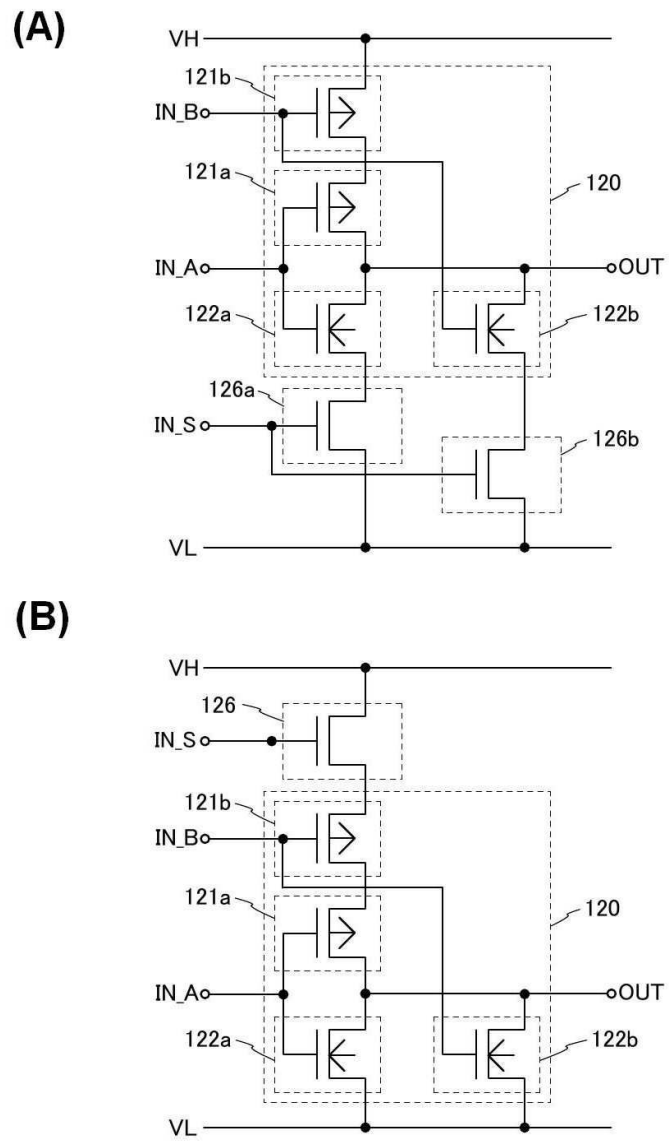 (A)
VH
121b
IN_B
121a
120
IN_A
OUT
122a
122b
126a
IN_S
126b
VL
(B)
VH
126
IN_S
121b
IN_B
121a
120
IN_A
OUT
122a
122b
VL